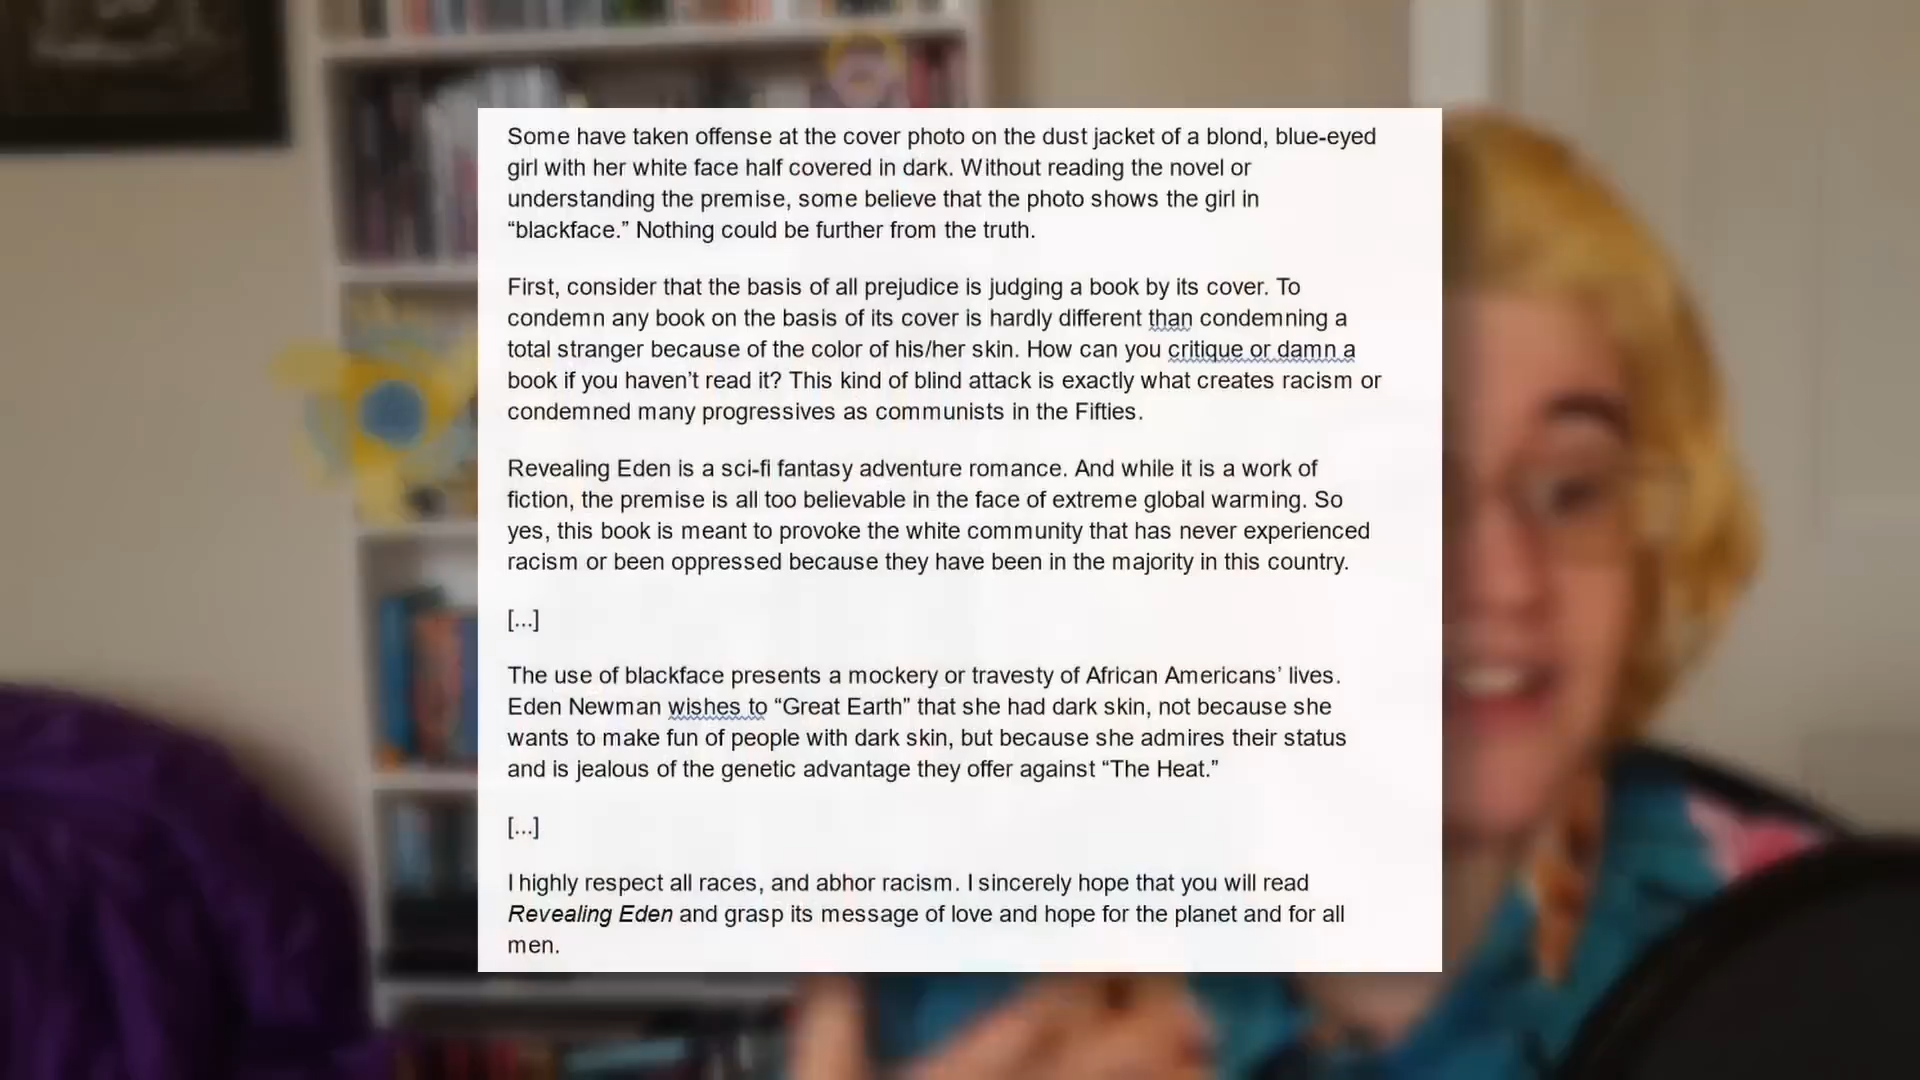 Some have taken offense at the cover photo on the dust jacket of a blond, blue-eyed
girl with her white face half covered in dark. Without reading the novel or
understanding the premise, some believe that the photo shows the girl in
“blackface.” Nothing could be further from the truth.
First, consider that the basis of all prejudice is judging a book by its cover. To
condemn any book on the basis of its cover is hardly different than condemning a
total stranger because of the color of his/her skin. How can you critique or damn a
book if you haven’t read it? This kind of blind attack is exactly what creates racism or
condemned many progressives as communists in the Fifties.
Revealing Eden is a sci-fi fantasy adventure romance. And while it is a work of
fiction, the premise is all too believable in the face of extreme global warming. So
yes, this book is meant to provoke the white community that has never experienced
racism or been oppressed because they have been in the majority in this country.
[...]
The use of blackface presents a mockery or travesty of African Americans’ lives.
Eden Newman wishes to “Great Earth” that she had dark skin, not because she
wants to make fun of people with dark skin, but because she admires their status
and is jealous of the genetic advantage they offer against “The Heat.”
[...]
I highly respect all races, and abhor racism. I sincerely hope that you will read
Revealing Eden and grasp its message of love and hope for the planet and for all
men.